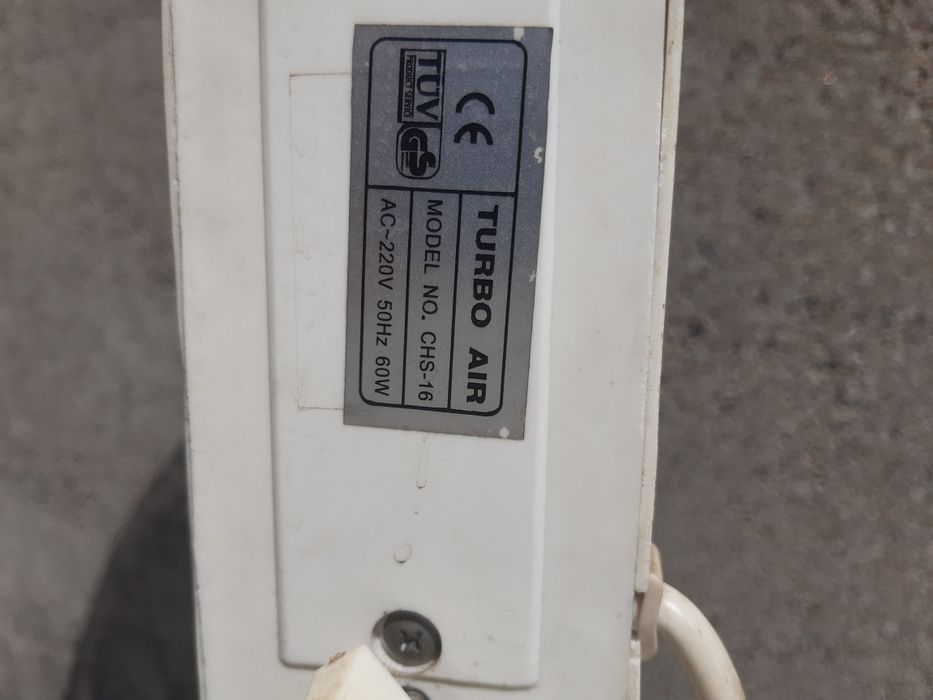 CE
TÜV
PRODUCT SERVICE
GS
TURBO AIR
MODEL NO. CHS-16
AC~220V 50Hz 60W